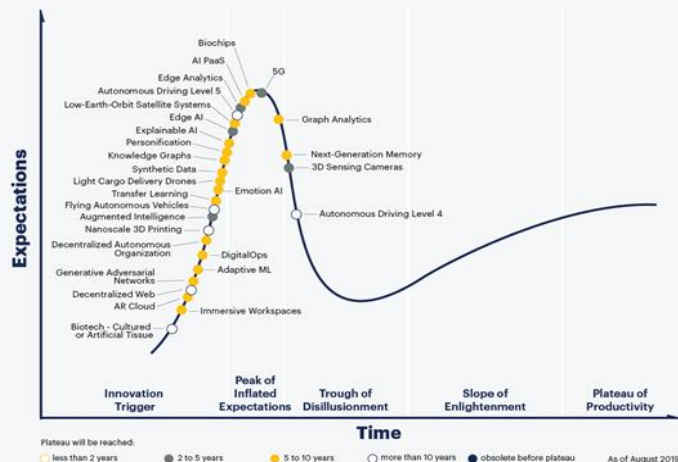 Biochips
AI PaaS
5G
Edge Analytics
Autonomous Driving Level 5
Low-Earth-Orbit Satellite Systems
Graph Analytics
Edge AI
Explainable AI
Personification
Knowledge Graphs
Next-Generation Memory
3D Sensing Cameras
Synthetic Data
Light Cargo Delivery Drones
Emotion AI
Transfer Learning
Flying Autonomous Vehicles
Autonomous Driving Level 4
Augmented Intelligence
Nanoscale 3D Printing
Decentralized Autonomous
Organization
DigitalOps
Adaptive ML
Generative Adversarial
Networks
Decentralized Web
AR Cloud
Immersive Workspaces
Biotech - Cultured
or Artificial Tissue
Expectations
Innovation
Trigger
Peak of
Inflated
Expectations
Trough of
Disillusionment
Slope of
Enlightenment
Plateau of
Productivity
Time
Plateau will be reached:
less than 2 years
2 to 5 years
5 to 10 years
more than 10 years
obsolete before plateau
As of August 2019